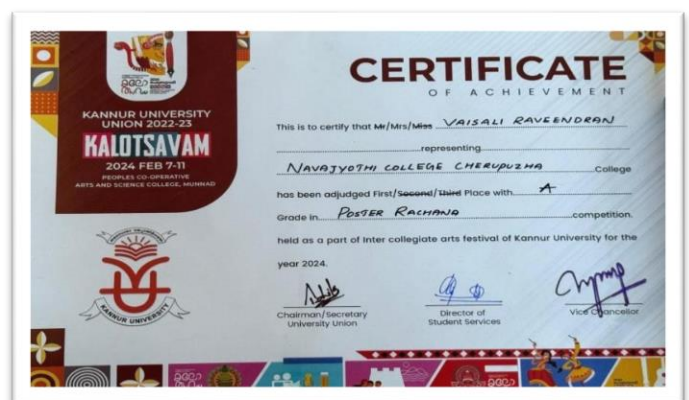 KANNUR UNIVERSITY
UNION 2022-23
KALOTSAVAM
2024 FEB 7-11
PEOPLES CO-OPERATIVE
ARTS AND SCIENCE COLLEGE, MUNNAD
KANNUR UNIVERSITY
CERTIFICATE
OF ACHIEVEMENT
This is to certify that Mr/Mrs/Miss VAISALI RAVEENDRAN
representing
NAVAJYOTHI COLLEGE CHERUPUZHA College
has been adjudged First/Second/Third Place with A
Grade in POSTER RACHANA competition.
held as a part of Inter collegiate arts festival of Kannur University for the
year 2024.
Chairman/Secretary
University Union
Director of
Student Services
Vice Chancellor